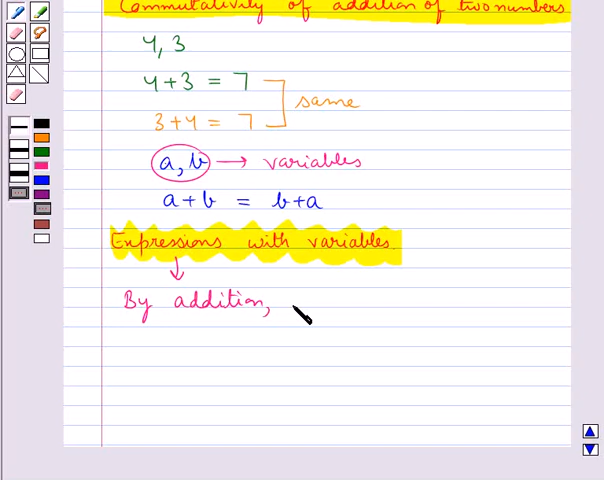 Commutativity of addition of two numbers
4, 3
4 + 3 = 7
same
3 + 4 = 7
a, b → variables
a + b = b + a
Expressions with variables
↓
By addition,